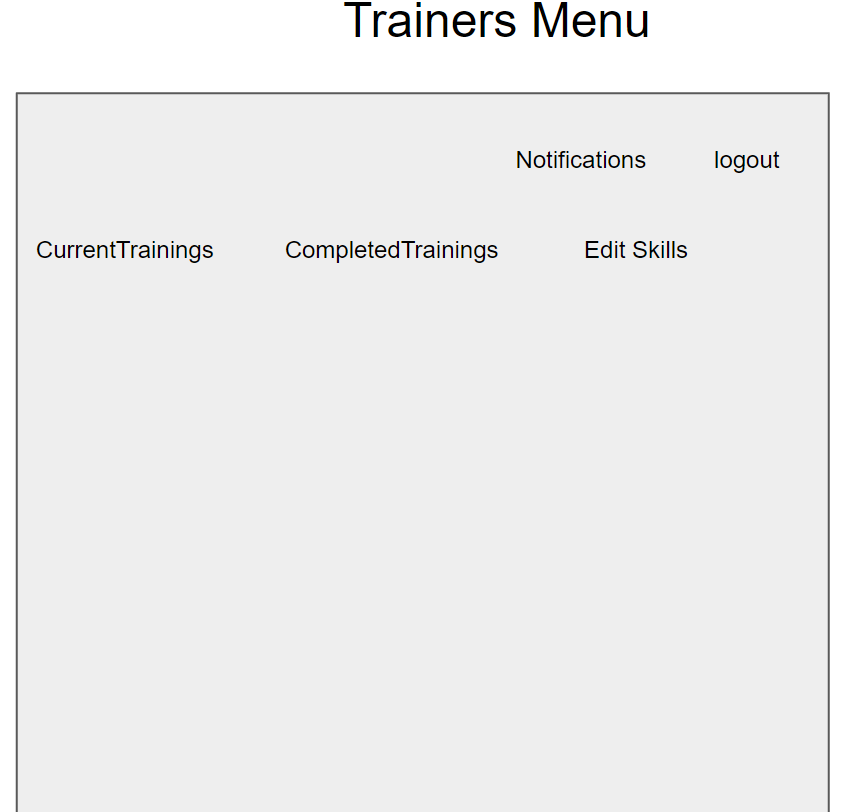 Trainers Menu
Notifications logout
CurrentTrainings CompletedTrainings Edit Skills